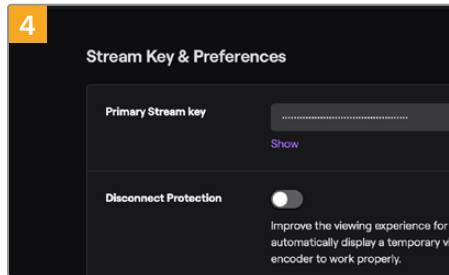 4
Stream Key & Preferences
Primary Stream key
Show
Disconnect Protection
Improve the viewing experience for
automatically display a temporary
encoder to work properly.